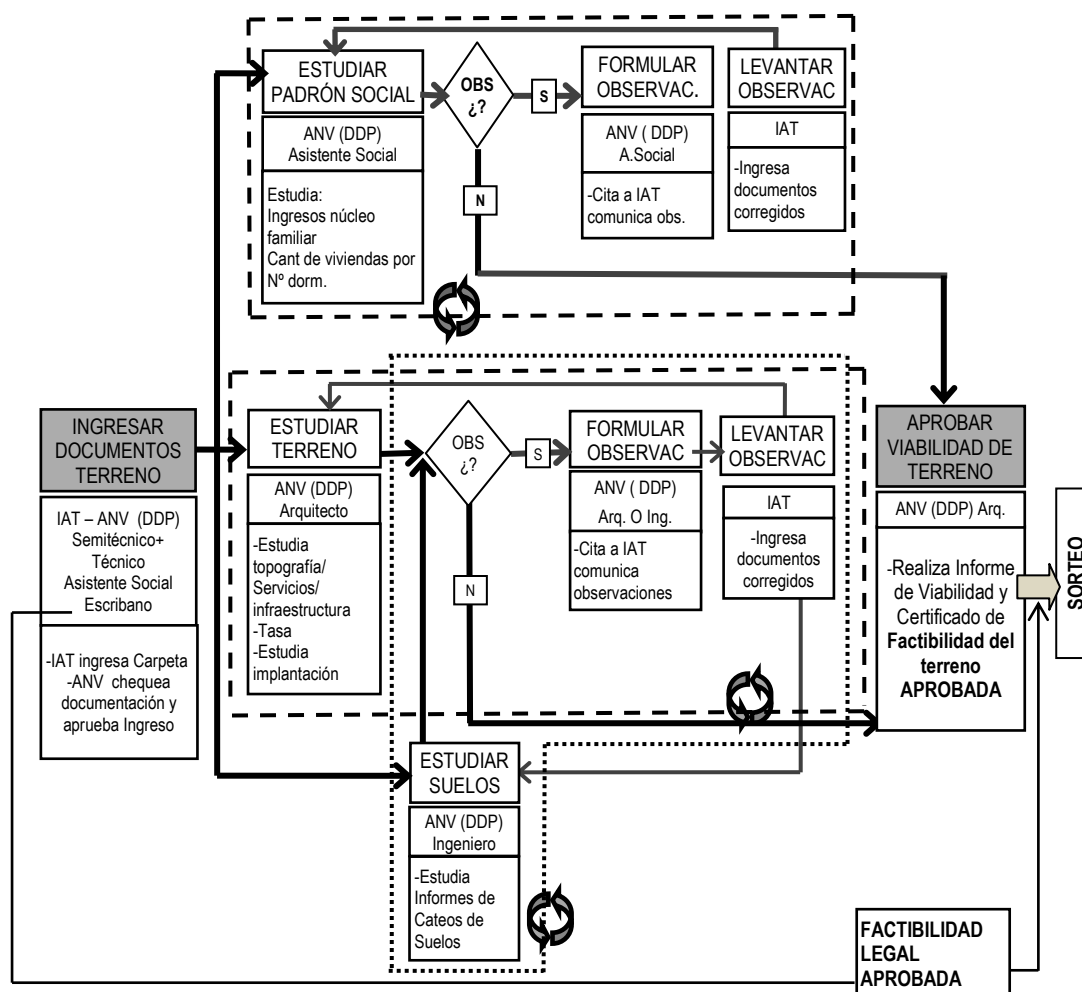 ESTUDIAR
PADRÓN SOCIAL
ANV (DDP)
Asistente Social
Estudia:
Ingresos núcleo
familiar
Cant de viviendas por
Nº dorm.
OBS
¿?
S
N
FORMULAR
OBSERVAC.
ANV ( DDP)
A.Social
-Cita a IAT
comunica obs.
LEVANTAR
OBSERVAC
IAT
-Ingresa
documentos
corregidos
INGRESAR
DOCUMENTOS
TERRENO
IAT – ANV (DDP)
Semitécnico+
Técnico
Asistente Social
Escribano
-IAT ingresa Carpeta
-ANV chequea
documentación y
aprueba Ingreso
ESTUDIAR
TERRENO
ANV (DDP)
Arquitecto
-Estudia
topografía/
Servicios/
infraestructura
-Tasa
-Estudia
implantación
OBS
¿?
S
N
FORMULAR
OBSERVAC
ANV ( DDP)
Arq. O Ing.
-Cita a IAT
comunica
observaciones
LEVANTAR
OBSERVAC
IAT
-Ingresa
documentos
corregidos
APROBAR
VIABILIDAD DE
TERRENO
ANV (DDP) Arq.
-Realiza Informe
de Viabilidad y
Certificado de
Factibilidad del
terreno
APROBADA
SORTEO
ESTUDIAR
SUELOS
ANV (DDP)
Ingeniero
-Estudia
Informes de
Cateos de
Suelos
FACTIBILIDAD
LEGAL
APROBADA